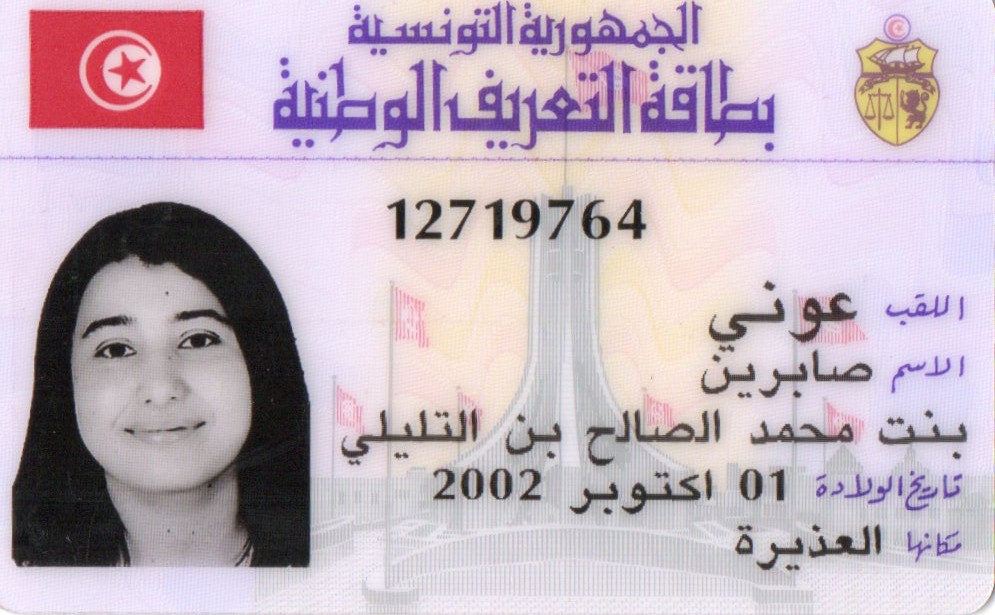 الجمهورية التونسية
بطاقة التعريف الوطنية
12719764
اللقب عوني
الاسم صابرين
بنت محمد الصالح بن التليلي
تاريخ الولادة 01 اكتوبر 2002
مكانها العذيرة